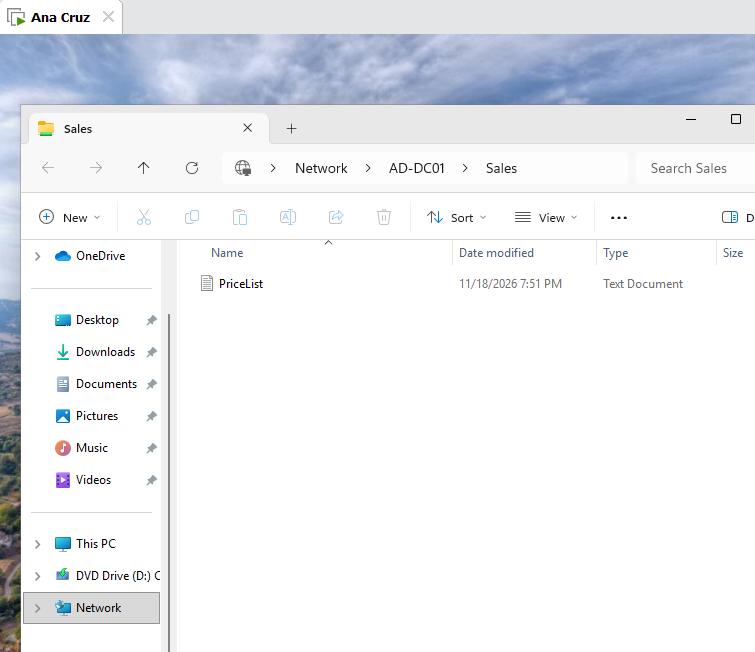 Ana Cruz
Sales
Network > AD-DC01 > Sales
Search Sales
New
Sort
View
D
OneDrive
Name
Date modified
Type
Size
PriceList
11/18/2026 7:51 PM
Text Document
Desktop
Downloads
Documents
Pictures
Music
Videos
This PC
DVD Drive (D:) C
Network